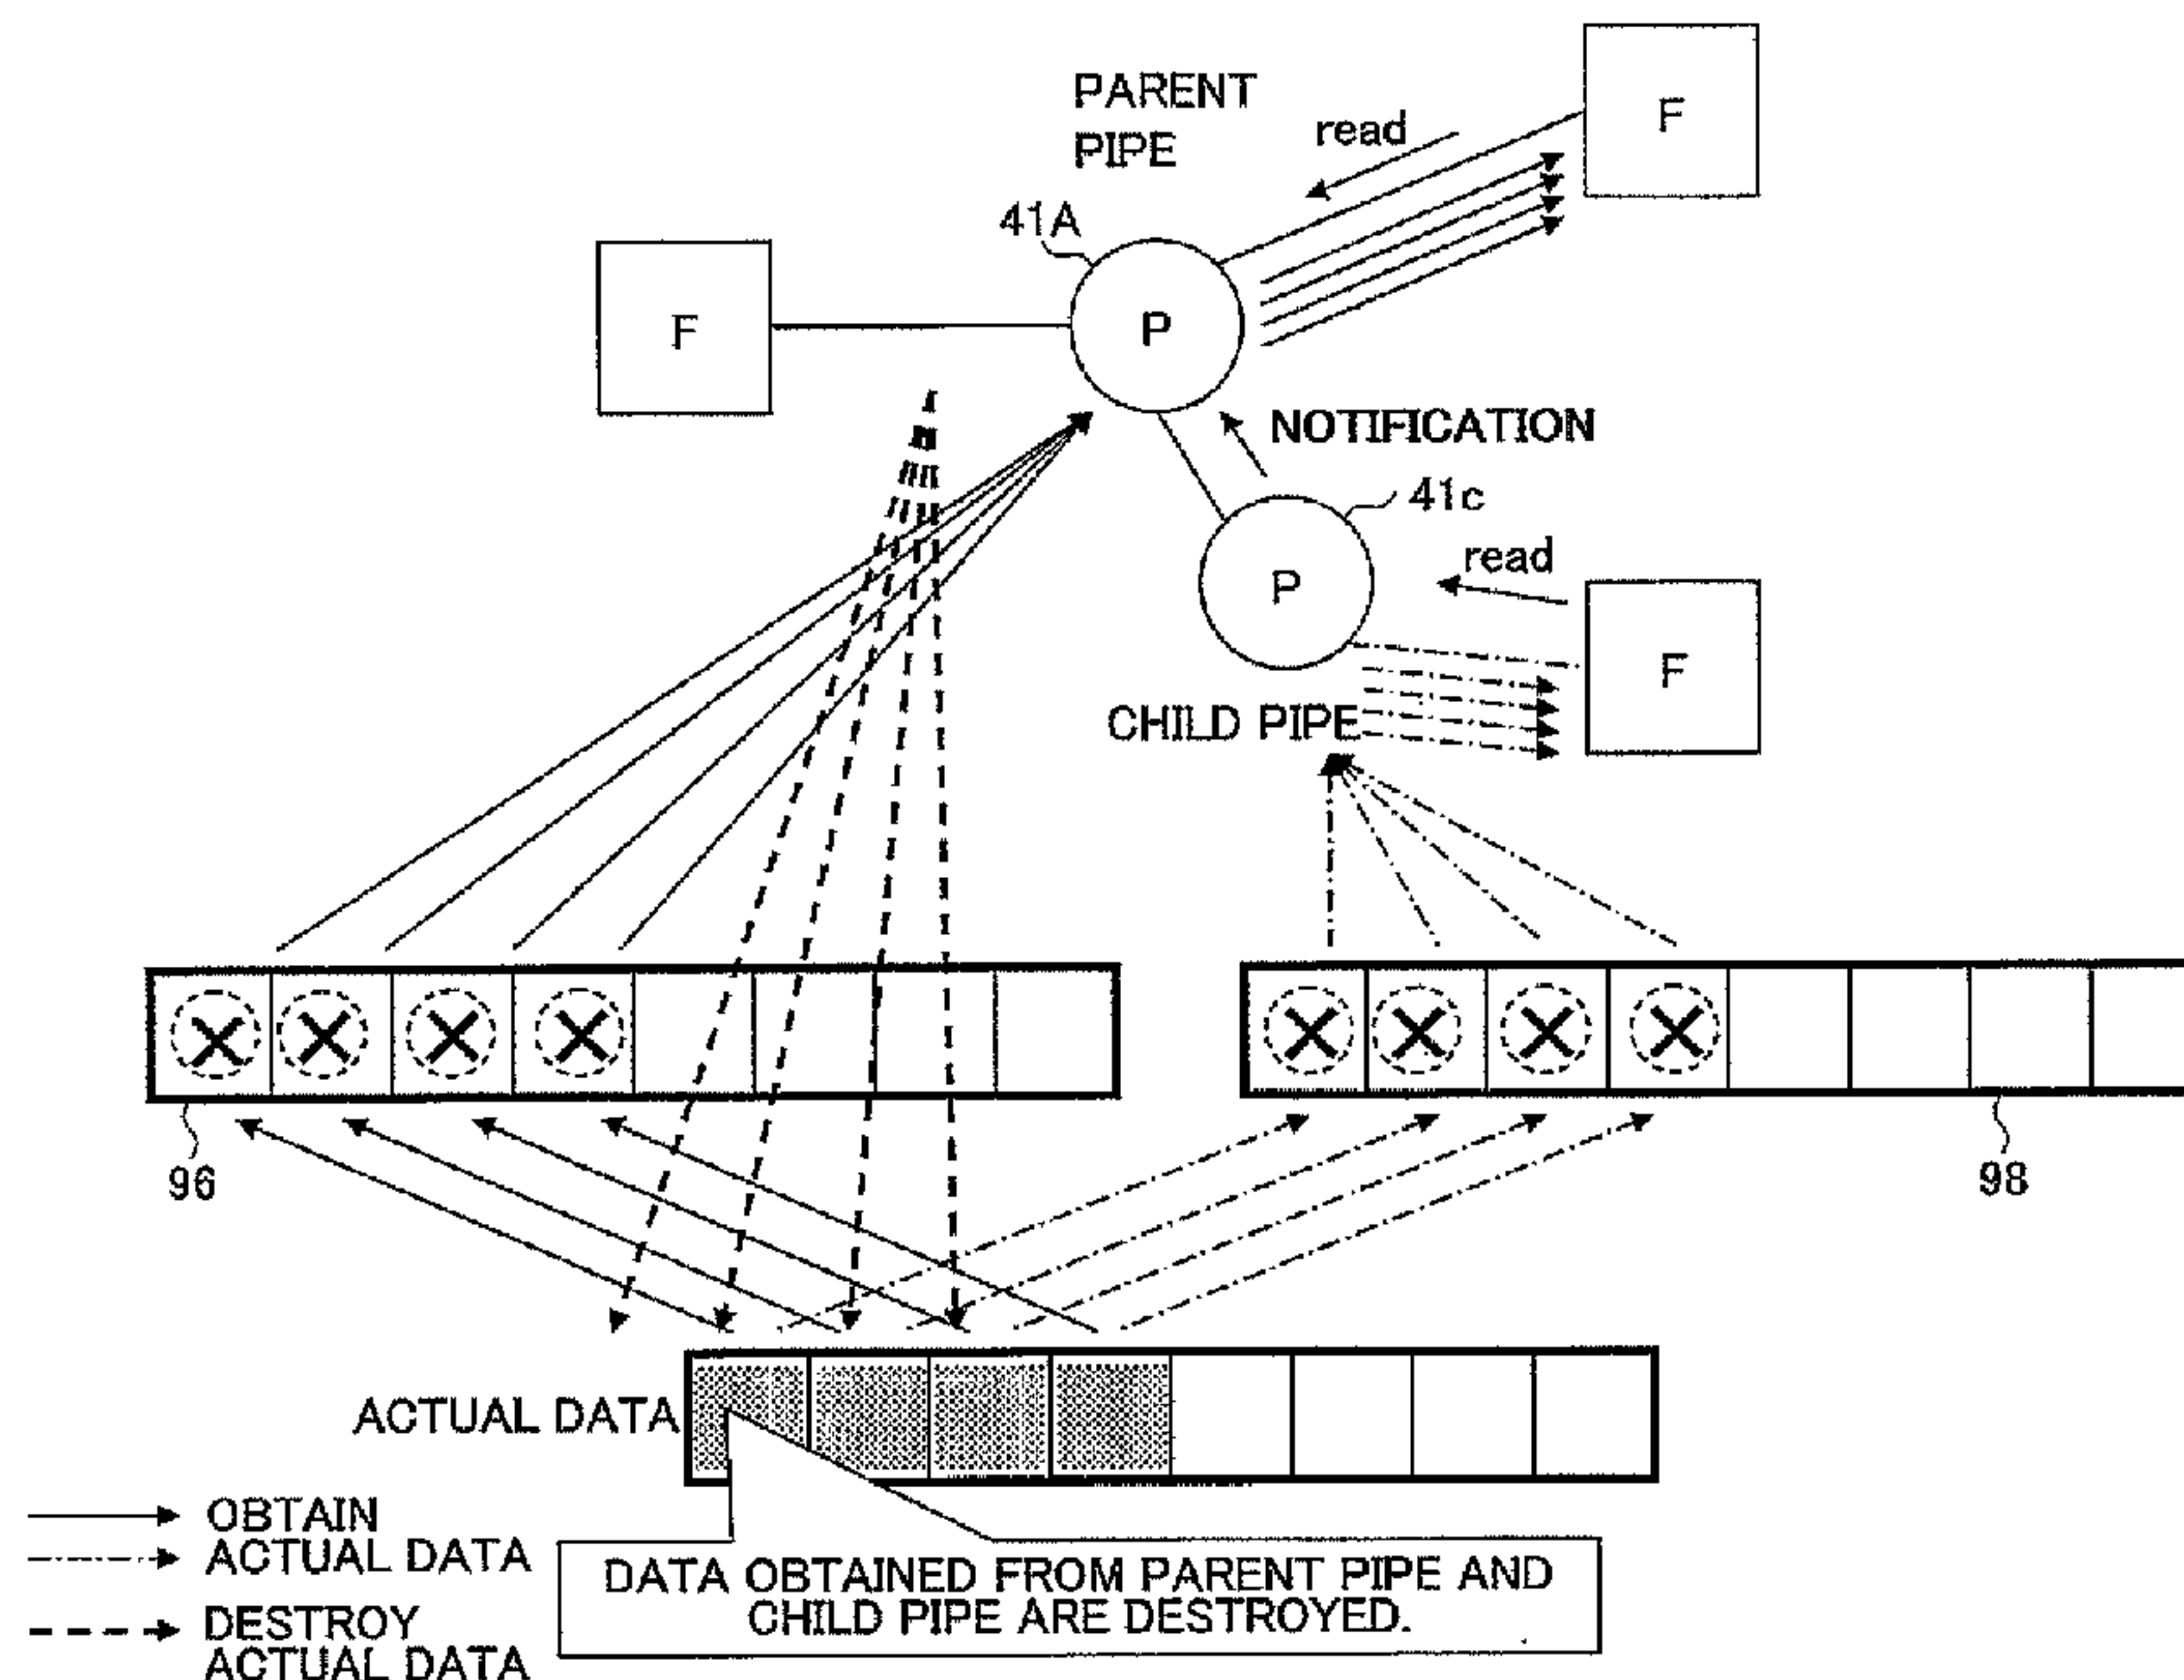 PARENT
PIPE
read
F
41A
F
P
NOTIFICATION
41c
read
P
F
CHILD PIPE
96
98
ACTUAL DATA
OBTAIN
ACTUAL DATA
DATA OBTAINED FROM PARENT PIPE AND
CHILD PIPE ARE DESTROYED.
DESTROY
ACTUAL DATA